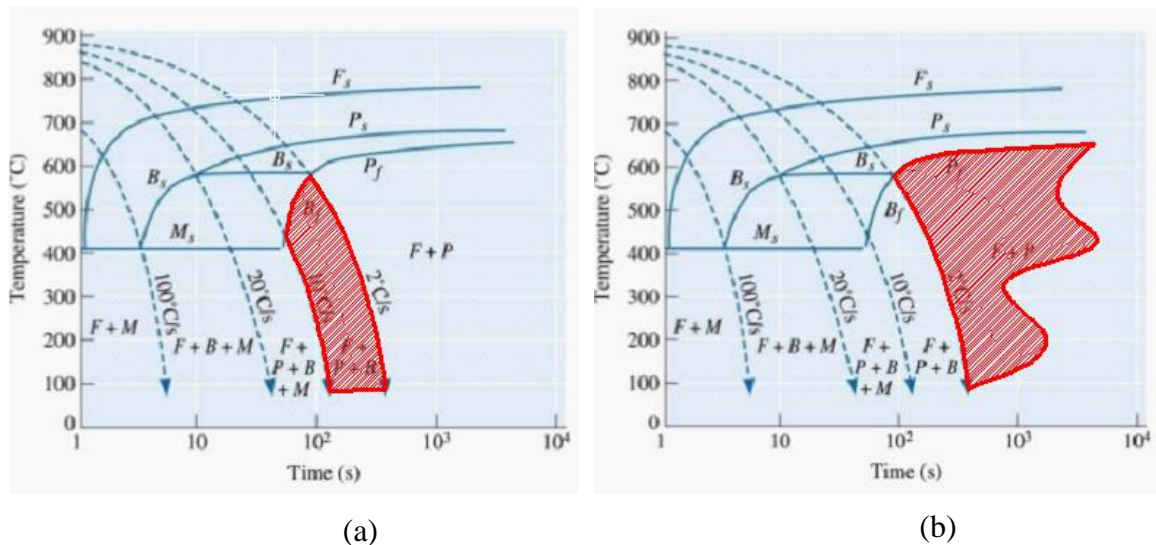 900
800
700
600
500
400
300
200
100
0
Temperature (°C)
1
10
10²
10³
10⁴
Time (s)
F_s
P_s
B_s
P_f
B_s
B_f
M_s
F + P
100°C/s
20°C/s
10°C/s
2°C/s
F + M
F + B + M
F +
P + B
+ M
F +
P + B
(a)
900
800
700
600
500
400
300
200
100
0
Temperature (°C)
1
10
10²
10³
10⁴
Time (s)
F_s
P_s
B_s
P_f
B_s
B_f
M_s
F + P
100°C/s
20°C/s
10°C/s
2°C/s
F + M
F + B + M
F +
P + B
+ M
F +
P + B
(b)